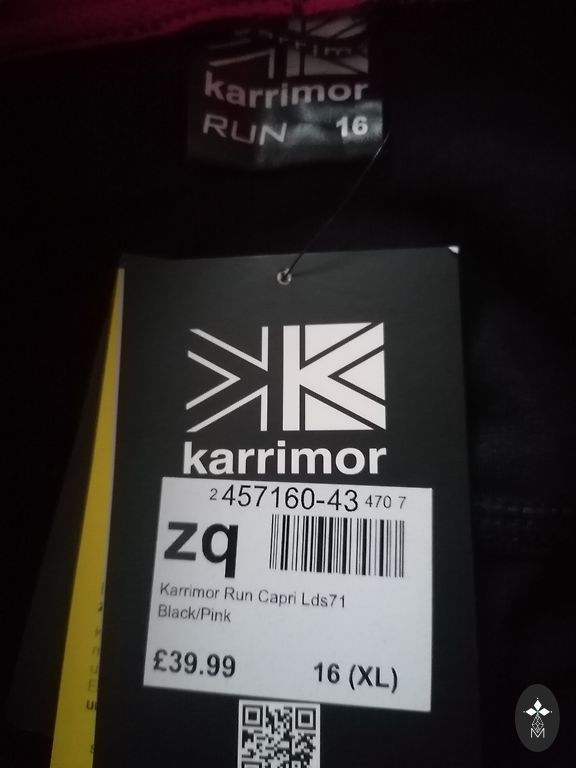 karrimor
RUN 16
karrimor
2 457160-43 470 7
zq
Karrimor Run Capri Lds71
Black/Pink
£39.99 16 (XL)